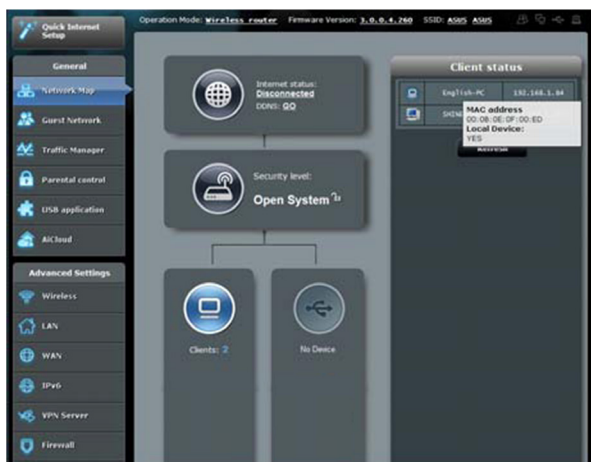 Quick Internet
Setup
Operation Mode: Wireless router Firmware Version: 3.0.0.4.260 SSID: ASUS ASUS
General
Network Map
Guest Network
Traffic Manager
Parental control
USB application
AiCloud
Advanced Settings
Wireless
LAN
WAN
IPv6
VPN Server
Firewall
Internet status:
Disconnected
DDNS: GO
Security level:
Open System
Clients: 2
No Device
Client status
English-PC 192.168.1.84
MAC address
00:0B:0E:0F:00:ED
Local Device:
YES